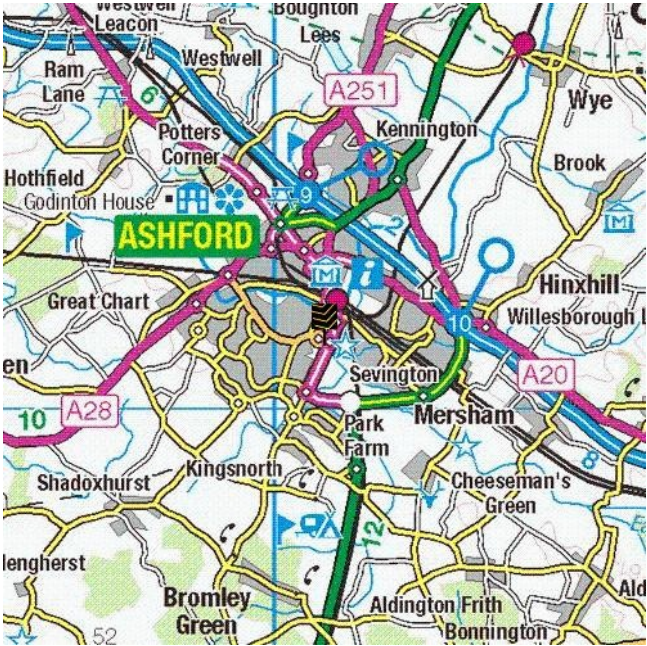 Westwell
Leacon
Boughton
Lees
Westwell
Ram
Lane
6
A251
Wye
Potters
Corner
Kennington
Brook
Hothfield
Godinton House
9
2
ASHFORD
M
i
M
Hinxhill
Great Chart
10
Willesborough L
en
Sevington
A20
A28
10
Mersham
Park
Farm
8
Kingsnorth
Shadoxhurst
Cheeseman's
Green
12
lengherst
Bromley
Green
Aldington Frith
Ald
Bonnington
52